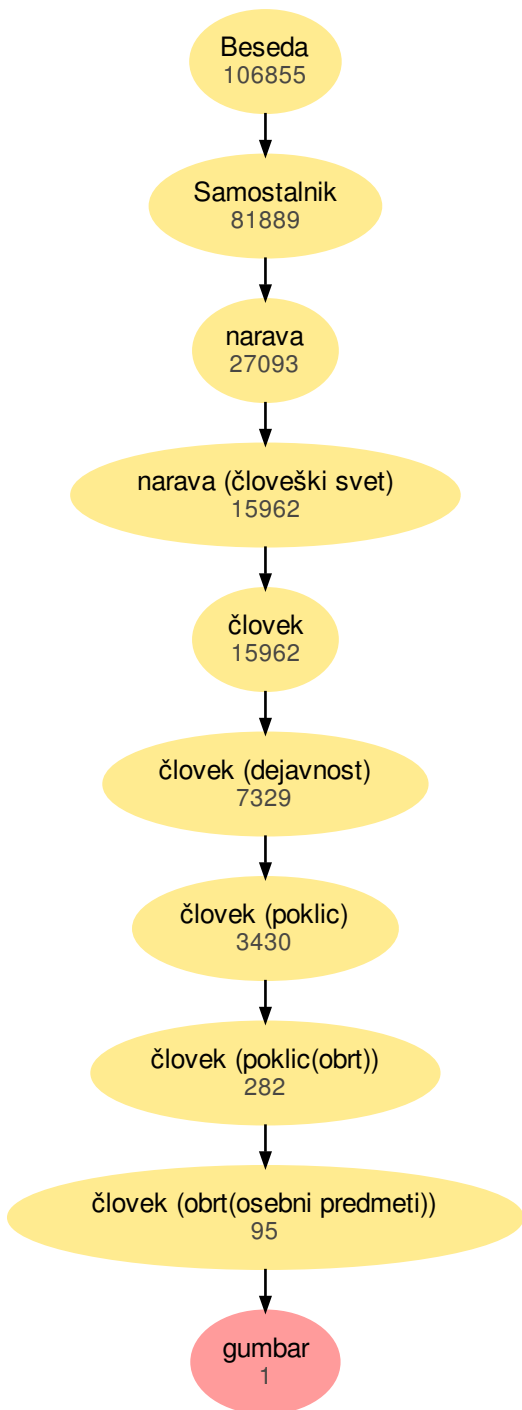 Beseda
106855
Samostalnik
81889
narava
27093
narava (človeški svet)
15962
človek
15962
človek (dejavnost)
7329
človek (poklic)
3430
človek (poklic(obrt))
282
človek (obrt(osebni predmeti))
95
gumbar
1